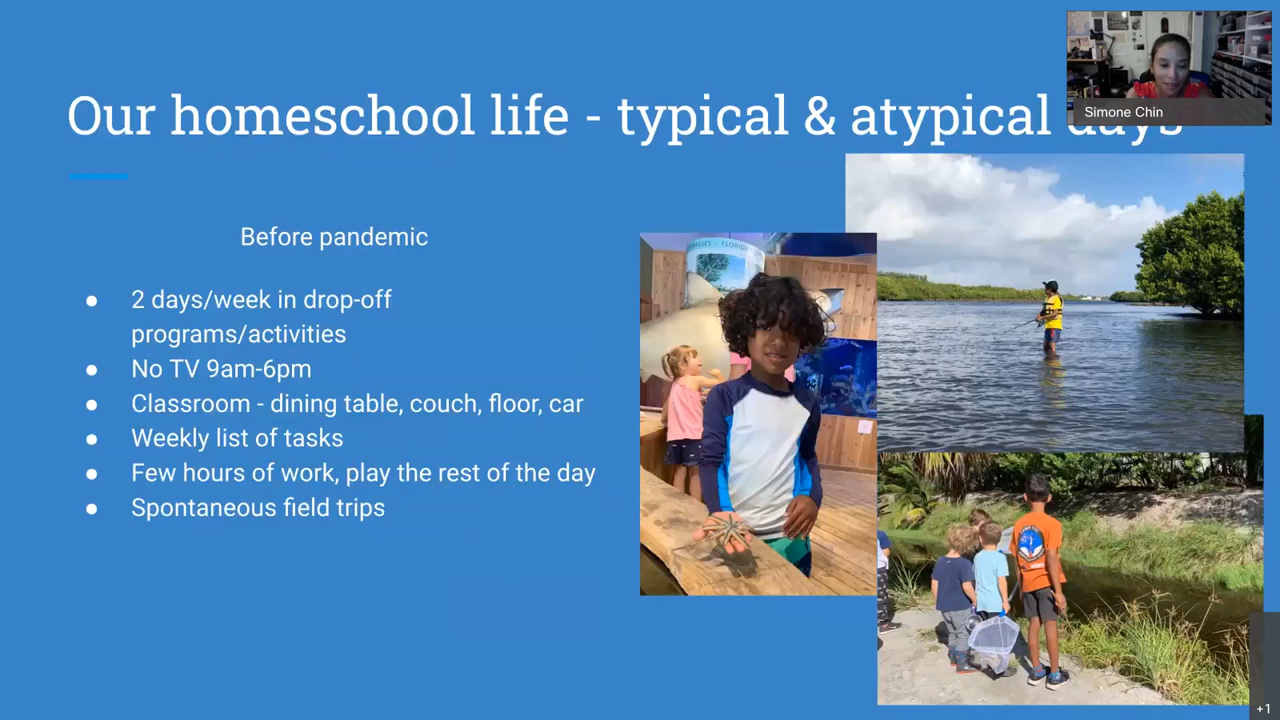 Our homeschool life - typical & atypical days
Simone Chin
Before pandemic
● 2 days/week in drop-off
programs/activities
● No TV 9am-6pm
● Classroom - dining table, couch, floor, car
● Weekly list of tasks
● Few hours of work, play the rest of the day
● Spontaneous field trips
+1